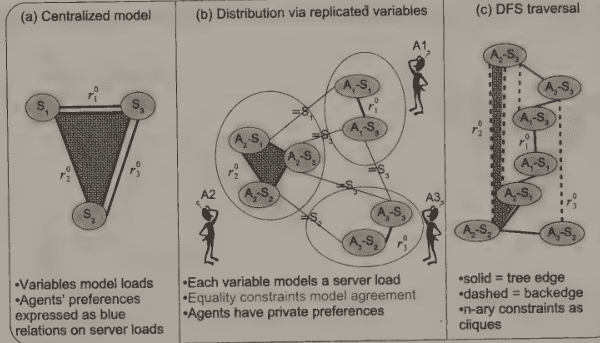 (a) Centralized model
S₁
r₁⁰
S₃
r₂⁰
r₃⁰
S₂
•Variables model loads
•Agents' preferences
expressed as blue
relations on server loads
(b) Distribution via replicated variables
A1
A₁-S₁
r₁⁰
A₁-S₃
=S₁
=S₃
A₂-S₁
A₂-S₃
r₂⁰
A₂-S₂
=S₃
=S₃
=S₂
A2
A3
A₃-S₃
A₃-S₂
r₃⁰
•Each variable models a server load
•Equality constraints model agreement
•Agents have private preferences
(c) DFS traversal
A₂-S₃
A₃-S₃
A₁-S₃
r₂⁰
r₁⁰
A₁-S₁
A₂-S₁
r₃⁰
A₂-S₂
A₃-S₂
•solid = tree edge
•dashed = backedge
•n-ary constraints as
cliques